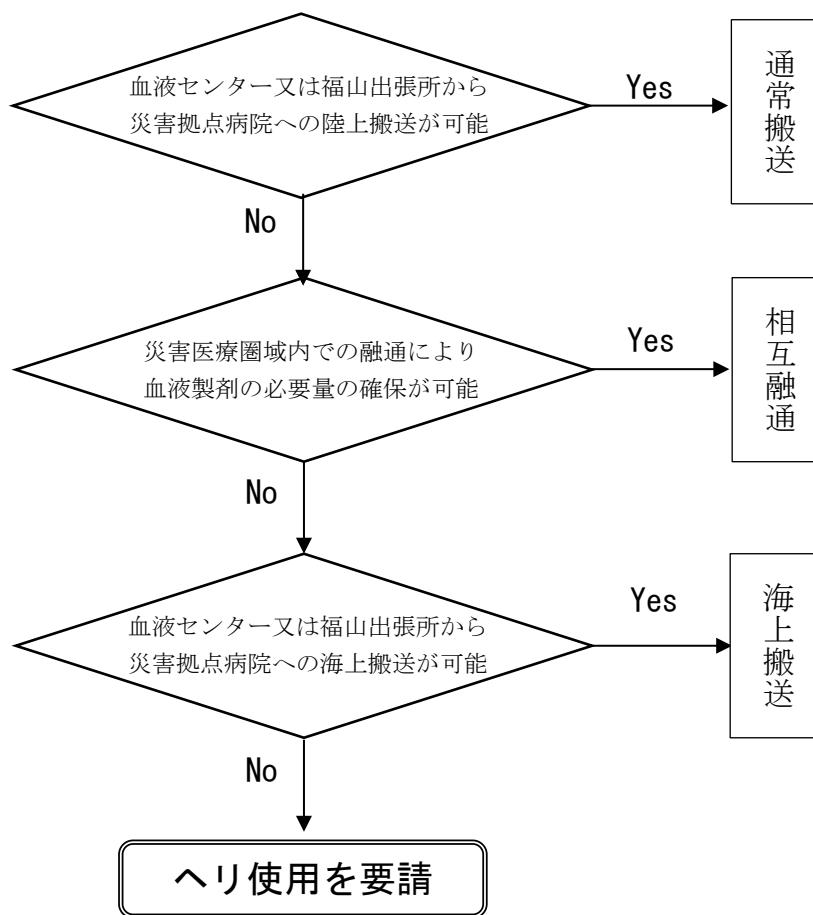 血液センター又は福山出張所から
災害拠点病院への陸上搬送が可能
Yes
通常搬送
No
災害医療圏域内での融通により
血液製剤の必要量の確保が可能
Yes
相互融通
No
血液センター又は福山出張所から
災害拠点病院への海上搬送が可能
Yes
海上搬送
No
ヘリ使用を要請